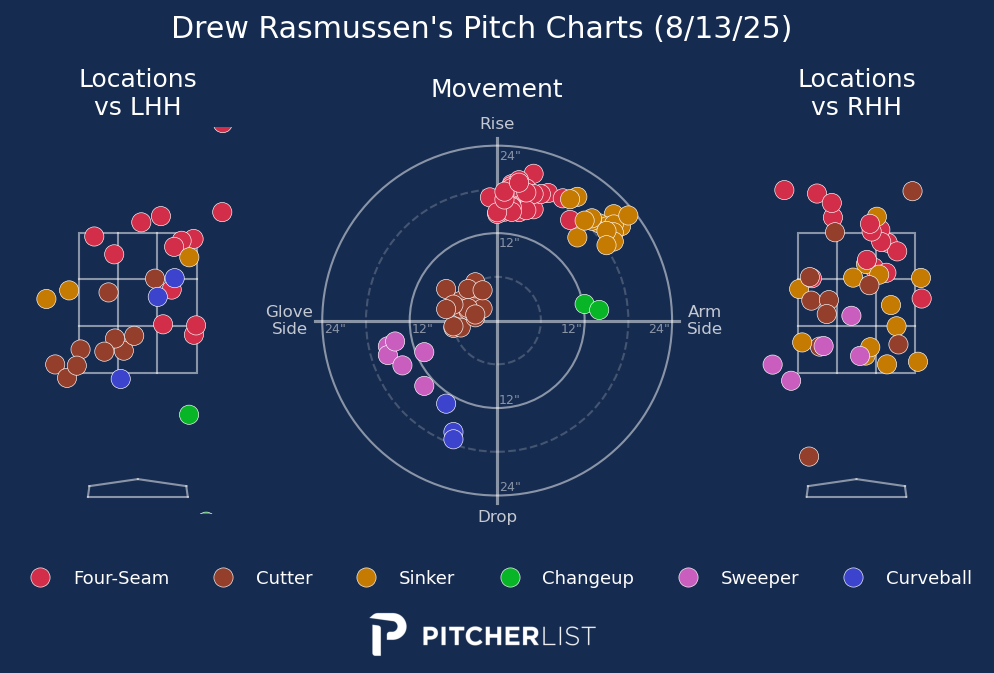 Drew Rasmussen's Pitch Charts (8/13/25)
Locations
vs LHH
Movement
Locations
vs RHH
Rise
24"
12"
Glove
Side
24"
12"
12"
24"
Arm
Side
12"
24"
Drop
Four-Seam
Cutter
Sinker
Changeup
Sweeper
Curveball
PITCHERLIST